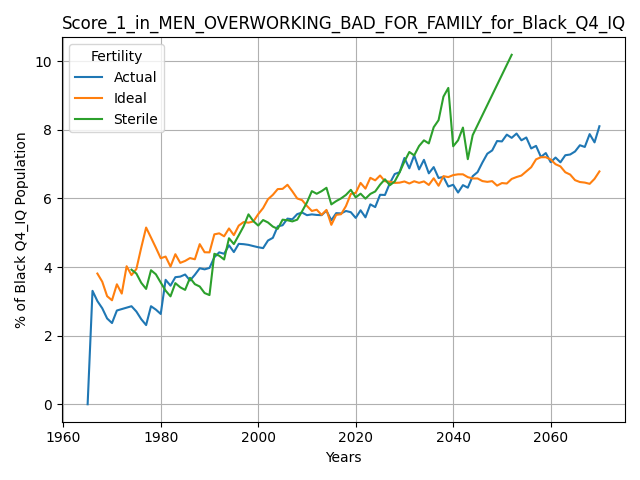 Score_1_in_MEN_OVERWORKING_BAD_FOR_FAMILY_for_Black_Q4_IQ
Fertility
Actual
Ideal
Sterile
% of Black Q4_IQ Population
10
8
6
4
2
0
1960 1980 2000 2020 2040 2060
Years